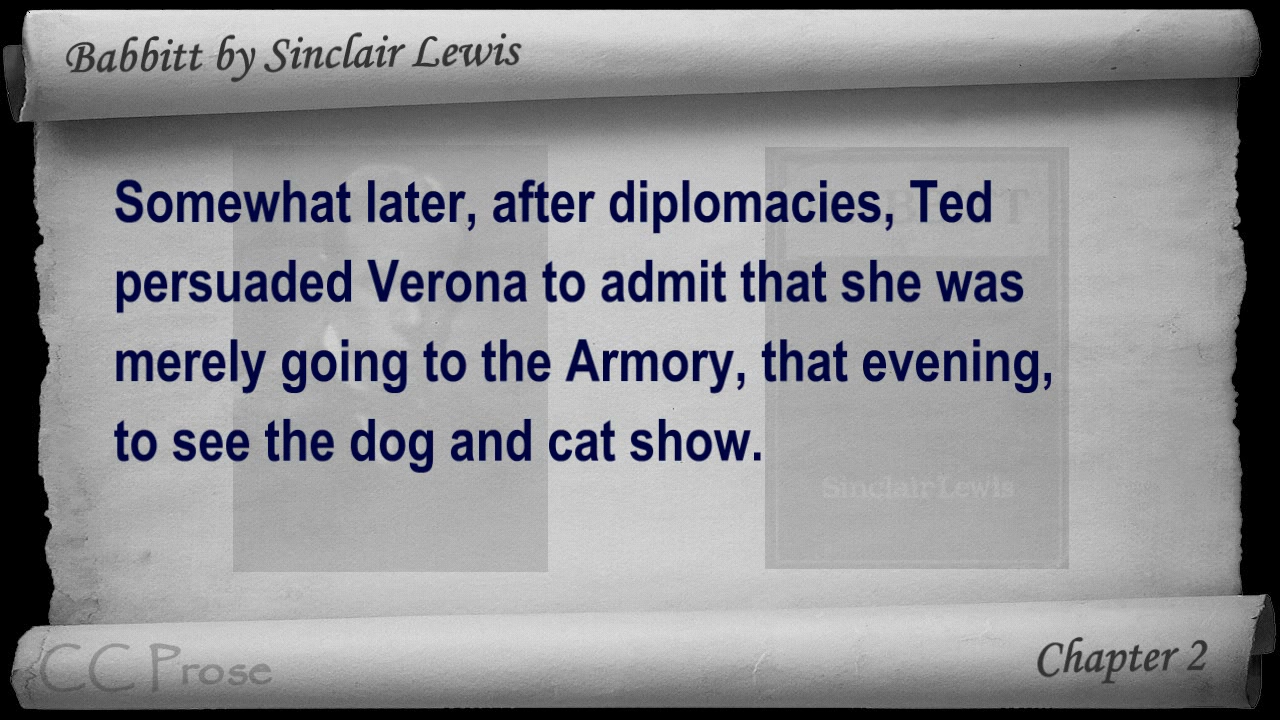 Babbitt by Sinclair Lewis
Somewhat later, after diplomacies, Ted
persuaded Verona to admit that she was
merely going to the Armory, that evening,
to see the dog and cat show.
Sinclair Lewis
CC Prose
Chapter 2